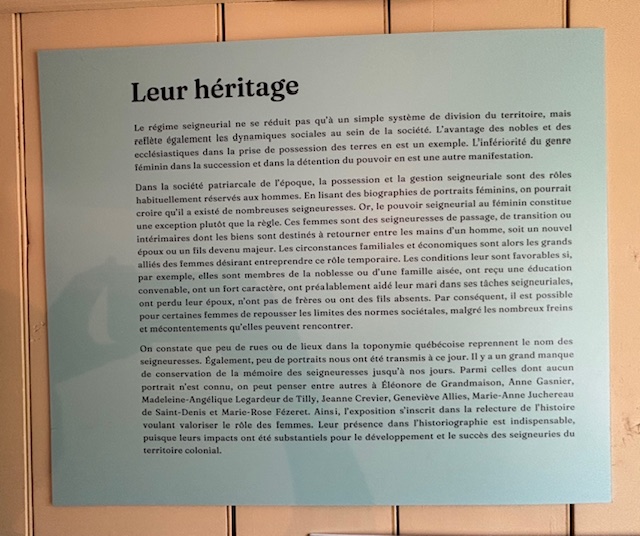 Leur héritage
Le régime seigneurial ne se réduit pas qu'à un simple système de division du territoire, mais
reflète également les dynamiques sociales au sein de la société. L'avantage des nobles et des
ecclésiastiques dans la prise de possession des terres en est un exemple. L'infériorité du genre
féminin dans la succession et dans la détention du pouvoir en est une autre manifestation.
Dans la société patriarcale de l'époque, la possession et la gestion seigneuriale sont des rôles
habituellement réservés aux hommes. En lisant des biographies de portraits féminins, on pourrait
croire qu'il a existé de nombreuses seigneuresses. Or, le pouvoir seigneurial au féminin constitue
une exception plutôt que la règle. Ces femmes sont des seigneuresses de passage, de transition ou
intérimaires dont les biens sont destinés à retourner entre les mains d'un homme, soit un nouvel
époux ou un fils devenu majeur. Les circonstances familiales et économiques sont alors les grands
alliés des femmes désirant entreprendre ce rôle temporaire. Les conditions leur sont favorables si,
par exemple, elles sont membres de la noblesse ou d'une famille aisée, ont reçu une éducation
convenable, ont un fort caractère, ont préalablement aidé leur mari dans ses tâches seigneuriales,
ont perdu leur époux, n'ont pas de frères ou ont des fils absents. Par conséquent, il est possible
pour certaines femmes de repousser les limites des normes sociétales, malgré les nombreux freins
et mécontentements qu'elles peuvent rencontrer.
On constate que peu de rues ou de lieux dans la toponymie québécoise reprennent le nom des
seigneuresses. Également, peu de portraits nous ont été transmis à ce jour. Il y a un grand manque
de conservation de la mémoire des seigneuresses jusqu'à nos jours. Parmi celles dont aucun
portrait n'est connu, on peut penser entre autres à Éléonore de Grandmaison, Anne Gasnier,
Madeleine-Angélique Legardeur de Tilly, Jeanne Crevier, Geneviève Allies, Marie-Anne Juchereau
de Saint-Denis et Marie-Rose Fézeret. Ainsi, l'exposition s'inscrit dans la relecture de l'histoire
voulant valoriser le rôle des femmes. Leur présence dans l'historiographie est indispensable,
puisque leurs impacts ont été substantiels pour le développement et le succès des seigneuries du
territoire colonial.